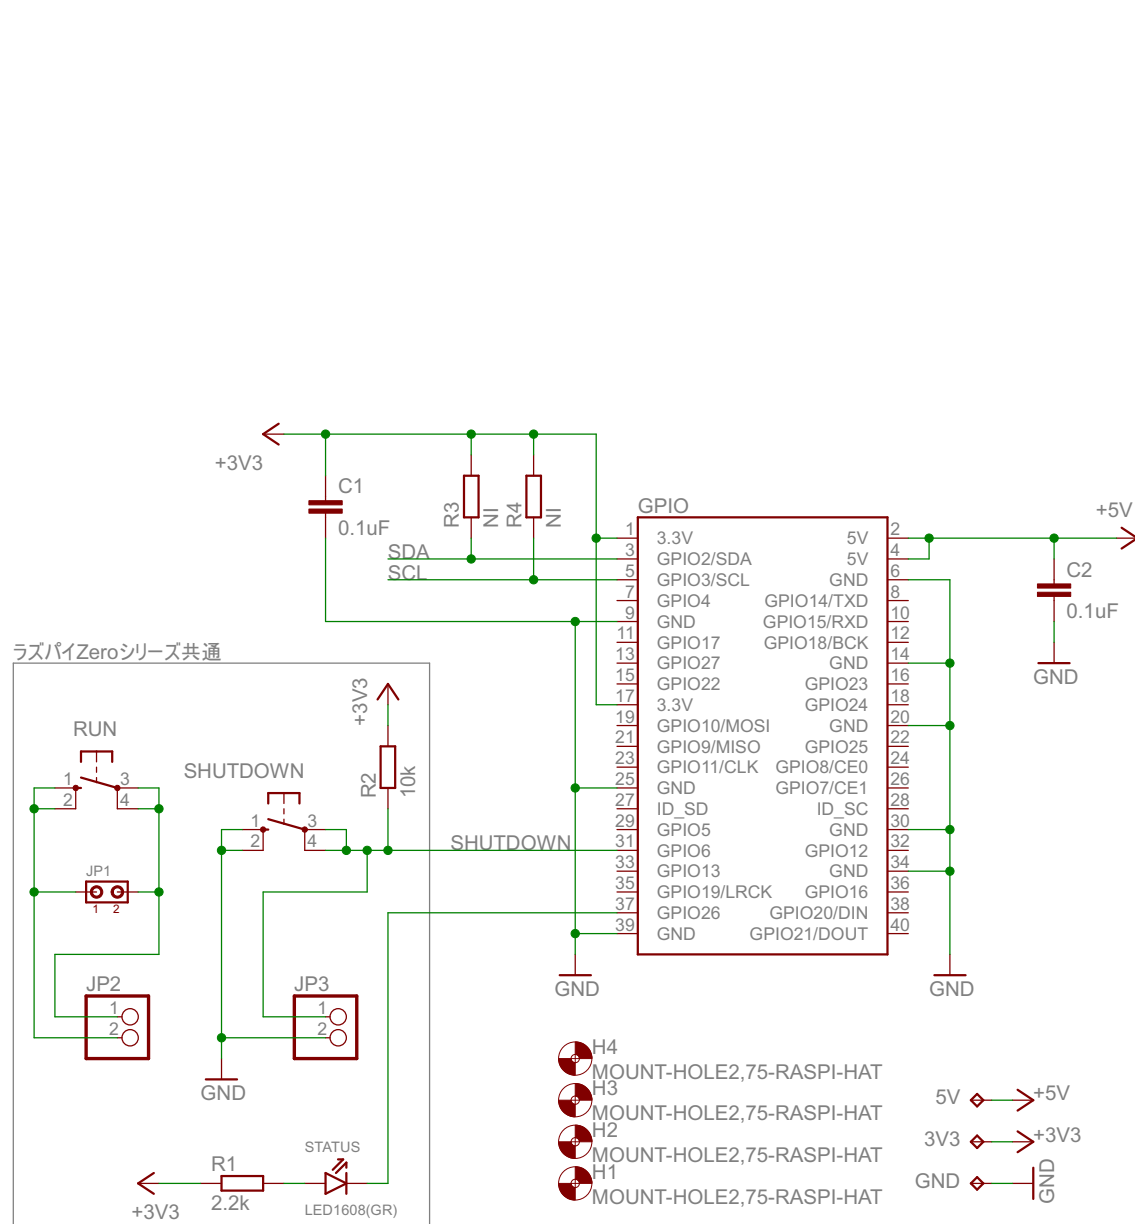 +3V3
C1
0.1uF
R3
NI
R4
NI
SDA
SCL
GPIO
1 3.3V 5V 2
3 GPIO2/SDA 5V 4
5 GPIO3/SCL GND 6
7 GPIO4 GPIO14/TXD 8
9 GND GPIO15/RXD 10
11 GPIO17 GPIO18/BCK 12
13 GPIO27 GND 14
15 GPIO22 GPIO23 16
17 3.3V GPIO24 18
19 GPIO10/MOSI GND 20
21 GPIO9/MISO GPIO25 22
23 GPIO11/CLK GPIO8/CE0 24
25 GND GPIO7/CE1 26
27 ID_SD ID_SC 28
29 GPIO5 GND 30
31 GPIO6 GPIO12 32
33 GPIO13 GND 34
35 GPIO19/LRCK GPIO16 36
37 GPIO26 GPIO20/DIN 38
39 GND GPIO21/DOUT 40
+5V
C2
0.1uF
GND
GND
GND
ラズパイZeroシリーズ共通
RUN
1 3
2 4
JP1
1 2
JP2
1
2
SHUTDOWN
1 3
2 4
+3V3
R2
10k
SHUTDOWN
JP3
1
2
GND
+3V3
R1
2.2k
STATUS
LED1608(GR)
H4
MOUNT-HOLE2,75-RASPI-HAT
H3
MOUNT-HOLE2,75-RASPI-HAT
H2
MOUNT-HOLE2,75-RASPI-HAT
H1
MOUNT-HOLE2,75-RASPI-HAT
5V +5V
3V3 +3V3
GND GND